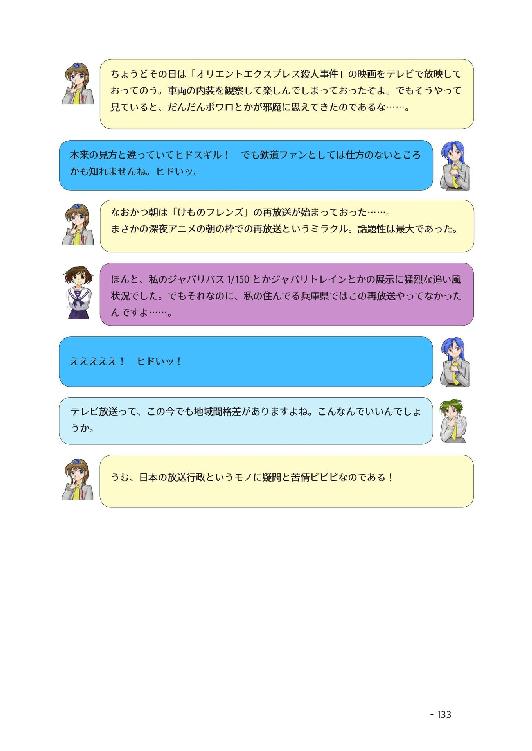 ちょうどその日は「オリエントエクスプレス殺人事件」の映画をテレビで放映して
おってのう。車両の内装を観察して楽しんでしまっておったぞよ。でもそうやって
見ていると、だんだんポワロとかが邪魔に思えてきたのであるな……。
本来の見方と違っていてヒドスギル！　でも鉄道ファンとしては仕方のないところ
かも知れませんね。ヒドいッ。
なおかつ朝は「けものフレンズ」の再放送が始まっておった……。
まさかの深夜アニメの朝の枠での再放送というミラクル。話題性は最大であった。
ほんと、私のジャパリバス 1/150 とかジャパリトレインとかの展示に猛烈な追い風
状況でした。でもそれなのに、私の住んでる兵庫県ではこの再放送やってなかった
んですよ……。
えええええ！　ヒドいッ！
テレビ放送って、この今でも地域間格差がありますよね。こんなんでいいんでしょ
うか。
うむ、日本の放送行政というモノに疑問と苦情ビビビなのである！
- 133